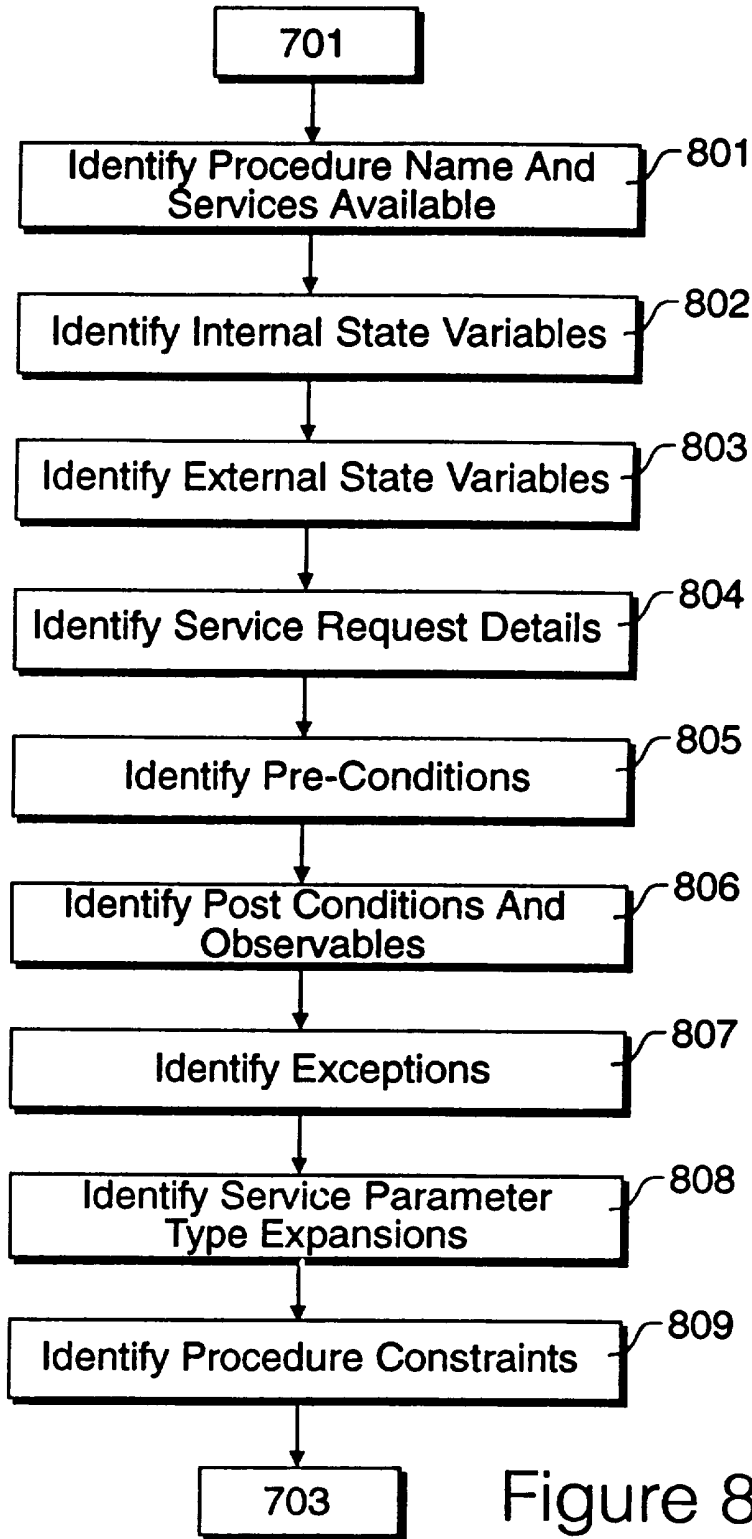 701
Identify Procedure Name And
Services Available
801
Identify Internal State Variables
802
Identify External State Variables
803
Identify Service Request Details
804
Identify Pre-Conditions
805
Identify Post Conditions And
Observables
806
Identify Exceptions
807
Identify Service Parameter
Type Expansions
808
Identify Procedure Constraints
809
703
Figure 8